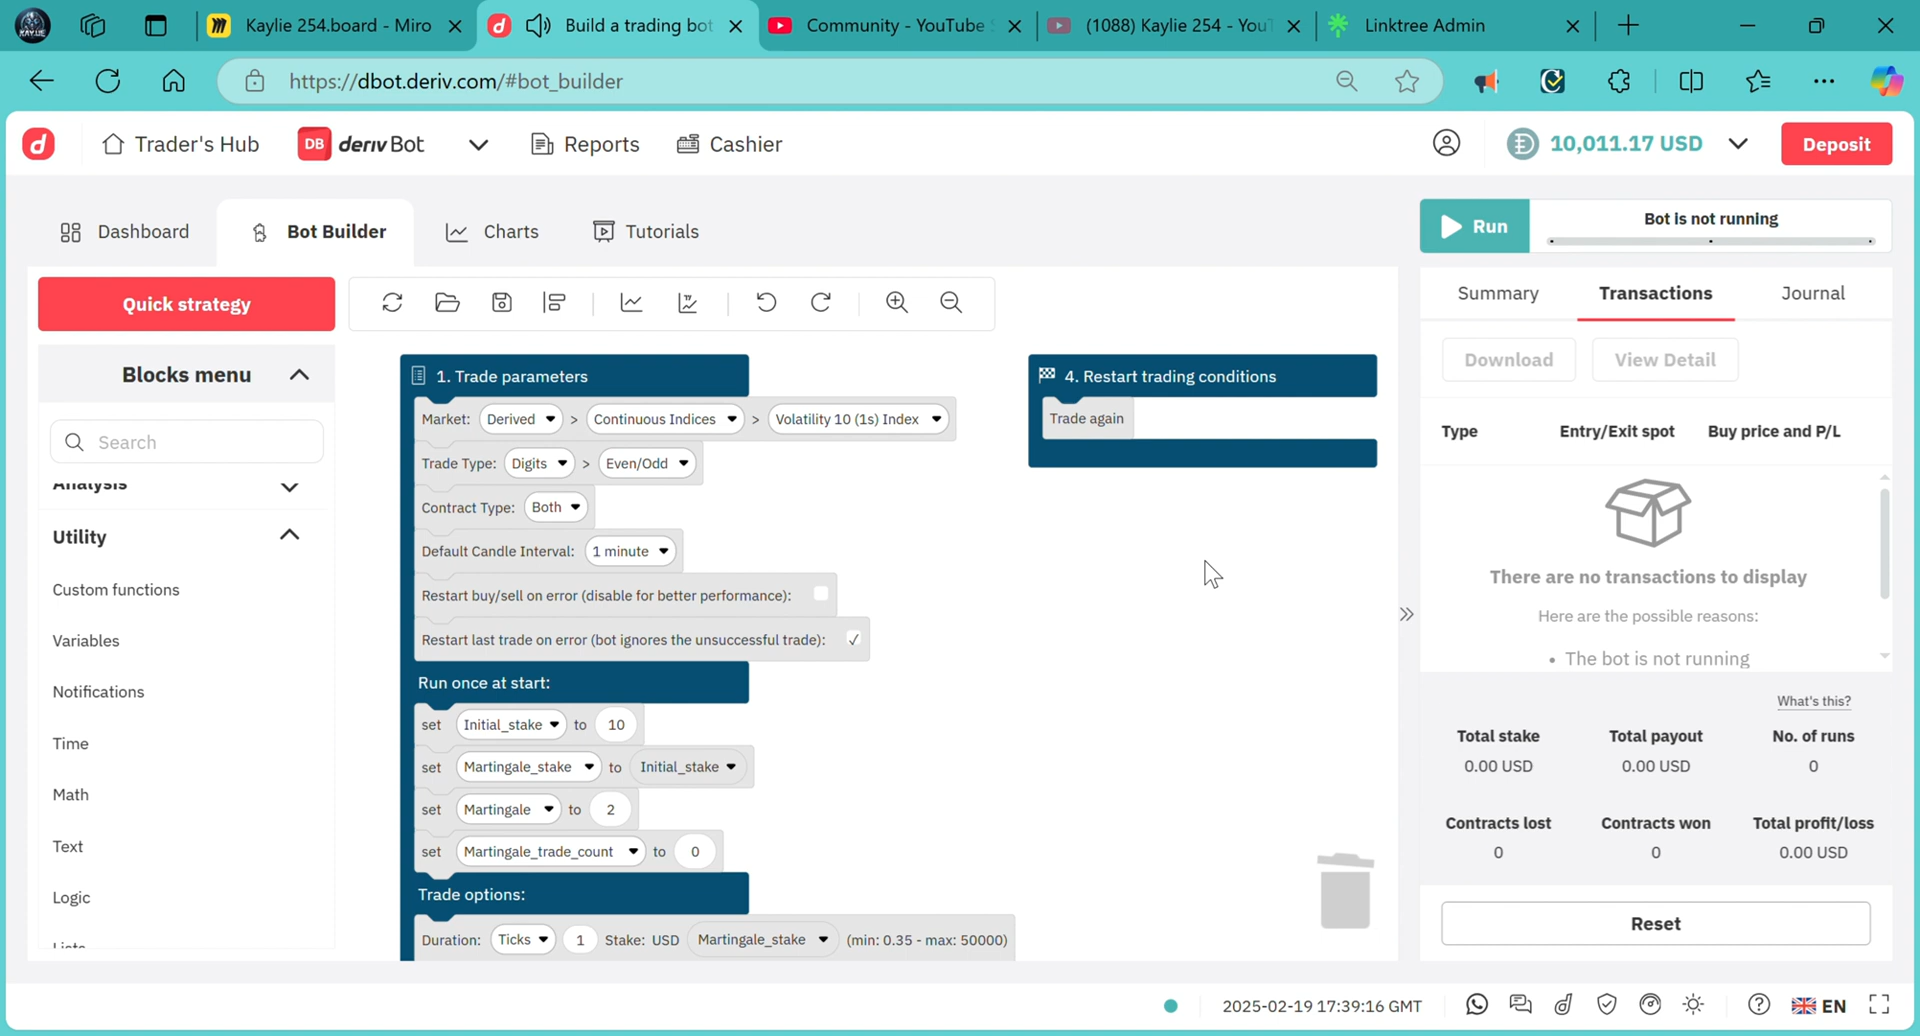 Kaylie 254.board - Miro
Build a trading bot
Community - YouTube S
(1088) Kaylie 254 - YouT
Linktree Admin
https://dbot.deriv.com/#bot_builder
Trader's Hub
DB deriv Bot
Reports
Cashier
10,011.17 USD
Deposit
Dashboard
Bot Builder
Charts
Tutorials
Run
Bot is not running
Quick strategy
Summary
Transactions
Journal
Blocks menu
Download
View Detail
Search
Type
Entry/Exit spot
Buy price and P/L
Analysis
Utility
Custom functions
Variables
Notifications
Time
Math
Text
Logic
Lists
1. Trade parameters
Market: Derived > Continuous Indices > Volatility 10 (1s) Index
Trade Type: Digits > Even/Odd
Contract Type: Both
Default Candle Interval: 1 minute
Restart buy/sell on error (disable for better performance):
Restart last trade on error (bot ignores the unsuccessful trade): ✓
Run once at start:
set Initial_stake to 10
set Martingale_stake to Initial_stake
set Martingale to 2
set Martingale_trade_count to 0
Trade options:
Duration: Ticks 1 Stake: USD Martingale_stake (min: 0.35 - max: 50000)
4. Restart trading conditions
Trade again
There are no transactions to display
Here are the possible reasons:
• The bot is not running
What's this?
Total stake
Total payout
No. of runs
0.00 USD
0.00 USD
0
Contracts lost
Contracts won
Total profit/loss
0
0
0.00 USD
Reset
2025-02-19 17:39:16 GMT
EN